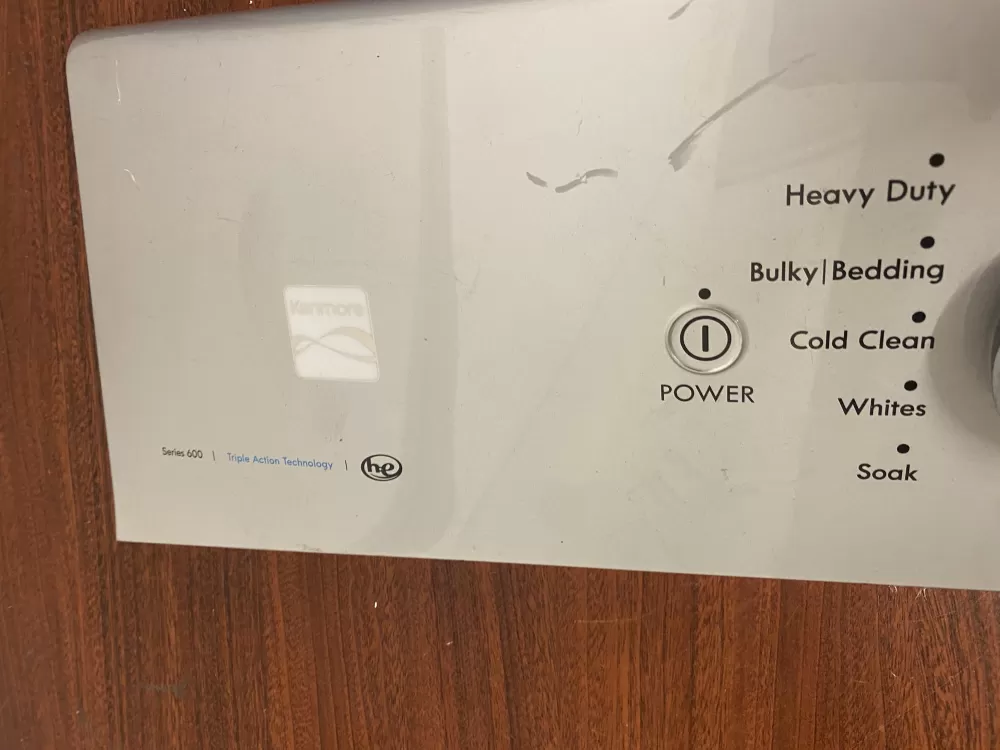 Heavy Duty
Bulky|Bedding
Cold Clean
POWER
Whites
Soak
Kenmore
Series 600 | Triple Action Technology | he